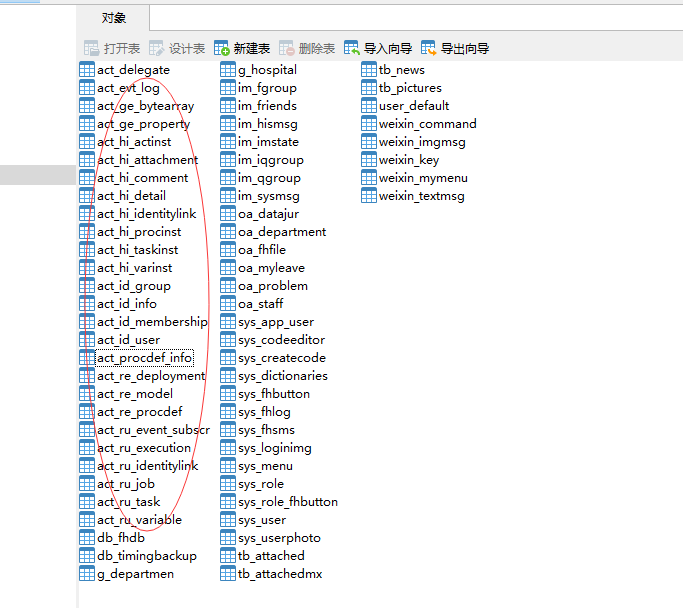 对象
打开表 设计表 新建表 删除表 导入向导 导出向导
act_delegate
act_evt_log
act_ge_bytearray
act_ge_property
act_hi_actinst
act_hi_attachment
act_hi_comment
act_hi_detail
act_hi_identitylink
act_hi_procinst
act_hi_taskinst
act_hi_varinst
act_id_group
act_id_info
act_id_membership
act_id_user
act_procdef_info
act_re_deployment
act_re_model
act_re_procdef
act_ru_event_subscr
act_ru_execution
act_ru_identitylink
act_ru_job
act_ru_task
act_ru_variable
db_fhdb
db_timingbackup
g_departmen
g_hospital
im_fgroup
im_friends
im_hismsg
im_imstate
im_iqgroup
im_qgroup
im_sysmsg
oa_datajur
oa_department
oa_fhfile
oa_myleave
oa_problem
oa_staff
sys_app_user
sys_codeeditor
sys_createcode
sys_dictionaries
sys_fhbutton
sys_fhlog
sys_fhsms
sys_loginimg
sys_menu
sys_role
sys_role_fhbutton
sys_user
sys_userphoto
tb_attached
tb_attachedmx
tb_news
tb_pictures
user_default
weixin_command
weixin_imgmsg
weixin_key
weixin_mymenu
weixin_textmsg